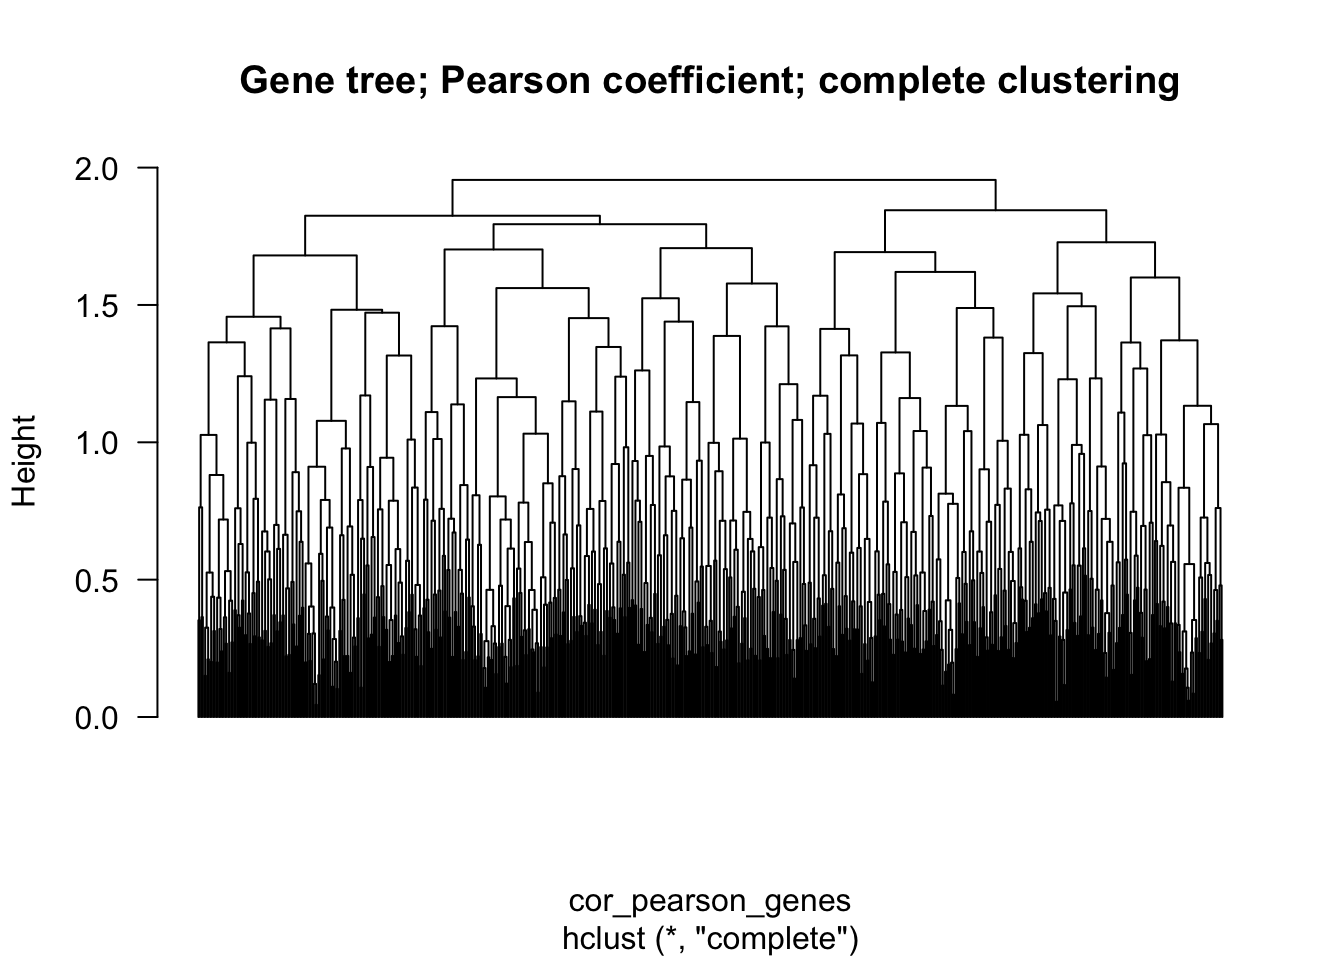 Gene tree; Pearson coefficient; complete clustering
2.0
1.5
1.0
0.5
0.0
Height
cor_pearson_genes
hclust (*, "complete")